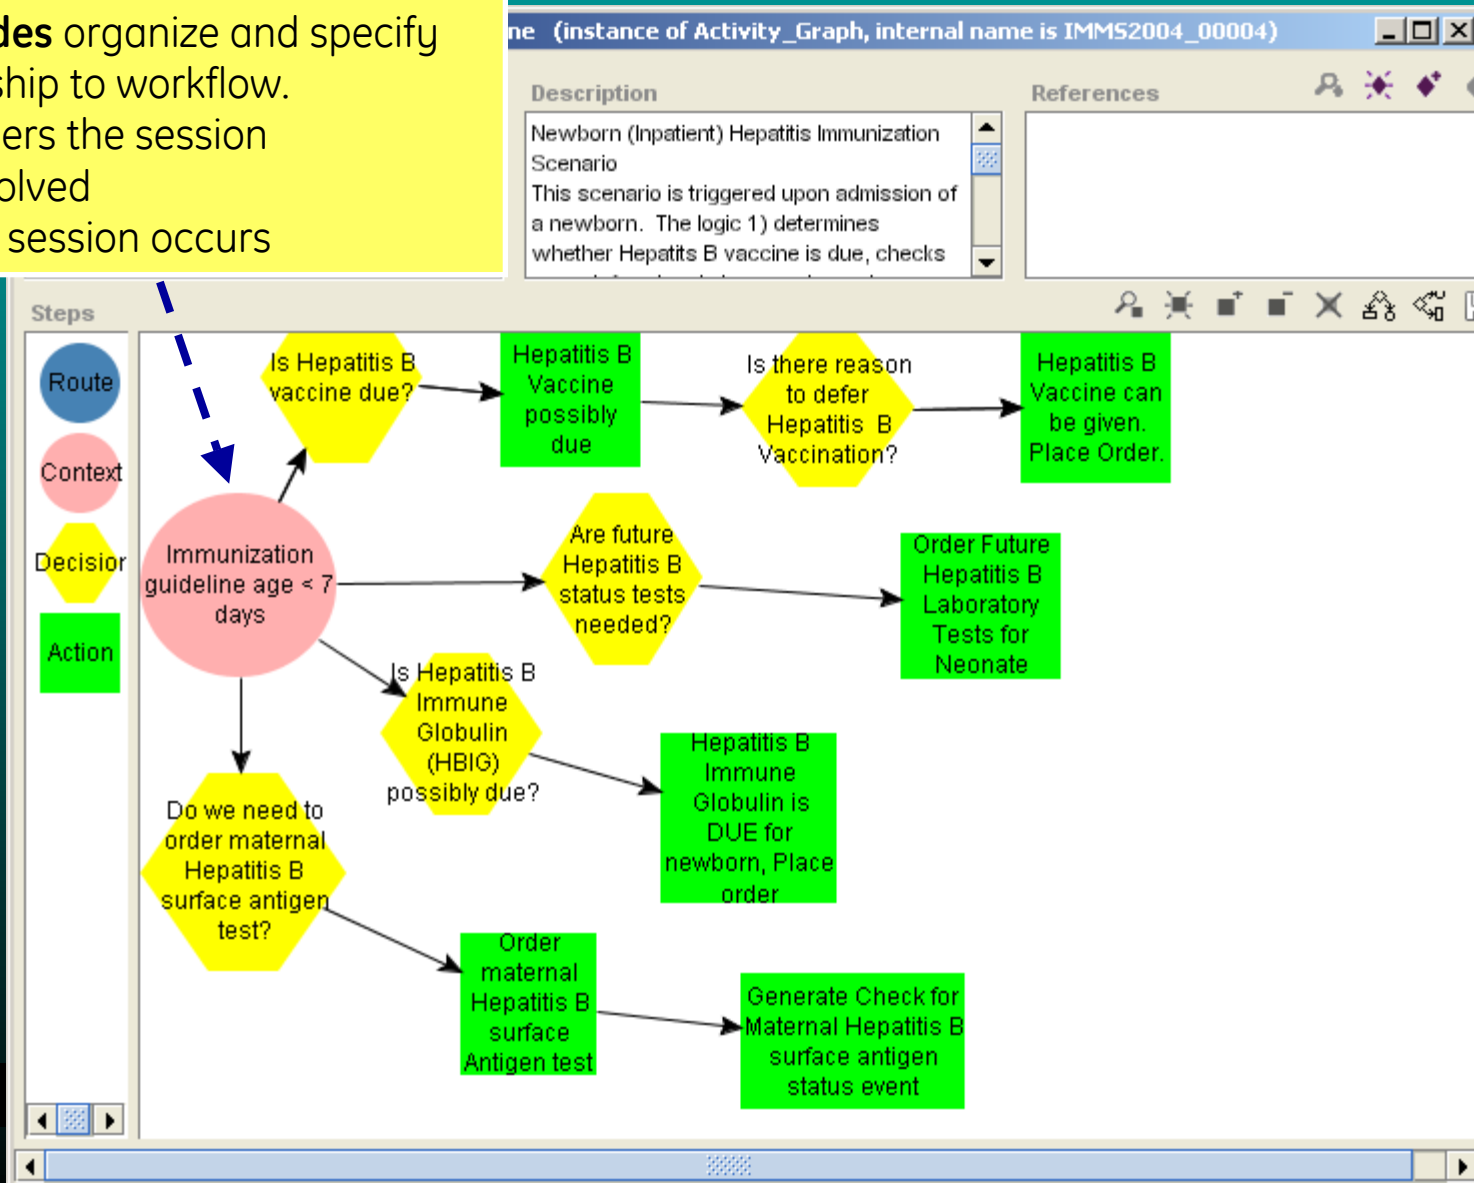 des organize and specify
ship to workflow.
ers the session
olved
session occurs
ne (instance of Activity_Graph, internal name is IMMS2004_00004)
Description
References
Newborn (Inpatient) Hepatitis Immunization
Scenario
This scenario is triggered upon admission of
a newborn. The logic 1) determines
whether Hepatits B vaccine is due, checks
Steps
Route
Context
Decision
Action
Is Hepatitis B
vaccine due?
Hepatitis B
Vaccine
possibly
due
Is there reason
to defer
Hepatitis B
Vaccination?
Hepatitis B
Vaccine can
be given.
Place Order.
Immunization
guideline age < 7
days
Are future
Hepatitis B
status tests
needed?
Order Future
Hepatitis B
Laboratory
Tests for
Neonate
Is Hepatitis B
Immune
Globulin
(HBIG)
possibly due?
Hepatitis B
Immune
Globulin is
DUE for
newborn, Place
order
Do we need to
order maternal
Hepatitis B
surface antigen
test?
Order
maternal
Hepatitis B
surface
Antigen test
Generate Check for
Maternal Hepatitis B
surface antigen
status event